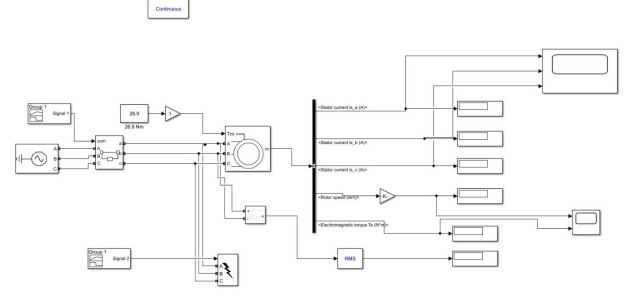 Continuous
Group 1
Signal 1
26.9
26.9 Nm
1
Tm
m
A
B
C
com
A
B
C
a
b
c
A
B
C
<Stator current is_a (A)>
<Stator current is_b (A)>
<Stator current is_c (A)>
<Rotor speed (wm)>
-K-
<Electromagnetic torque Te (N*m)>
+
-
v
RMS
Group 1
Signal 2
A
B
C